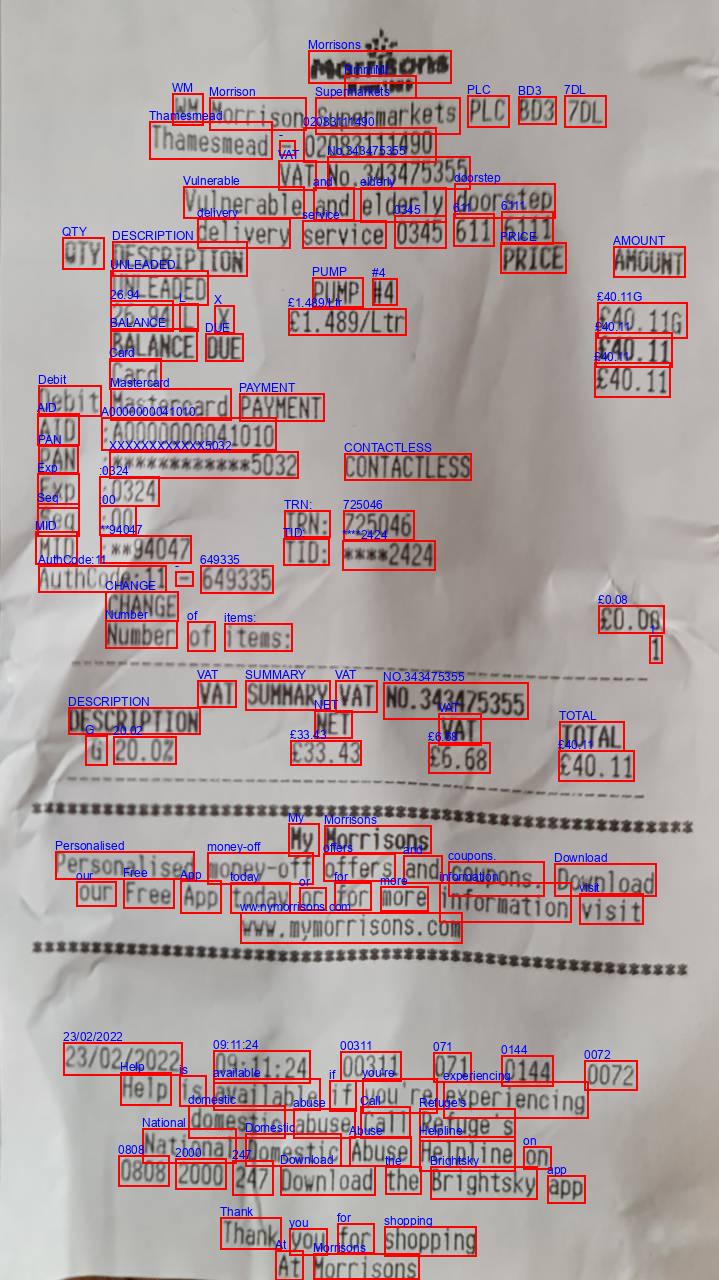 Morrisons
WM Morrison Supermarkets PLC BD3 7DL
Thamesmead - 02083111490
VAT No.343475355
Vulnerable and elderly doorstep
delivery service 0345 611 6111
QTY DESCRIPTION PRICE AMOUNT
UNLEADED PUMP #4
26.94 L X £1.489/Ltr £40.11G
BALANCE DUE £40.11
Card £40.11
Debit Mastercard PAYMENT
AID :A0000000041010
PAN :************5032 CONTACTLESS
Exp :0324
Seq :00 TRN: 725046
MID :**94047 TID: ****2424
AuthCode:11 - 649335
CHANGE £0.00
Number of items: 1
VAT SUMMARY VAT NO.343475355
DESCRIPTION NET VAT TOTAL
G 20.0% £33.43 £6.68 £40.11
My Morrisons
Personalised money-off offers and coupons. Download
our Free App today or for more information visit
www.mymorrisons.com
23/02/2022 09:11:24 00311 071 0144 0072
Help is available if you're experiencing
domestic abuse Call Refuge's
National Domestic Abuse Helpline on
0808 2000 247 Download the Brightsky app
Thank you for shopping
At Morrisons